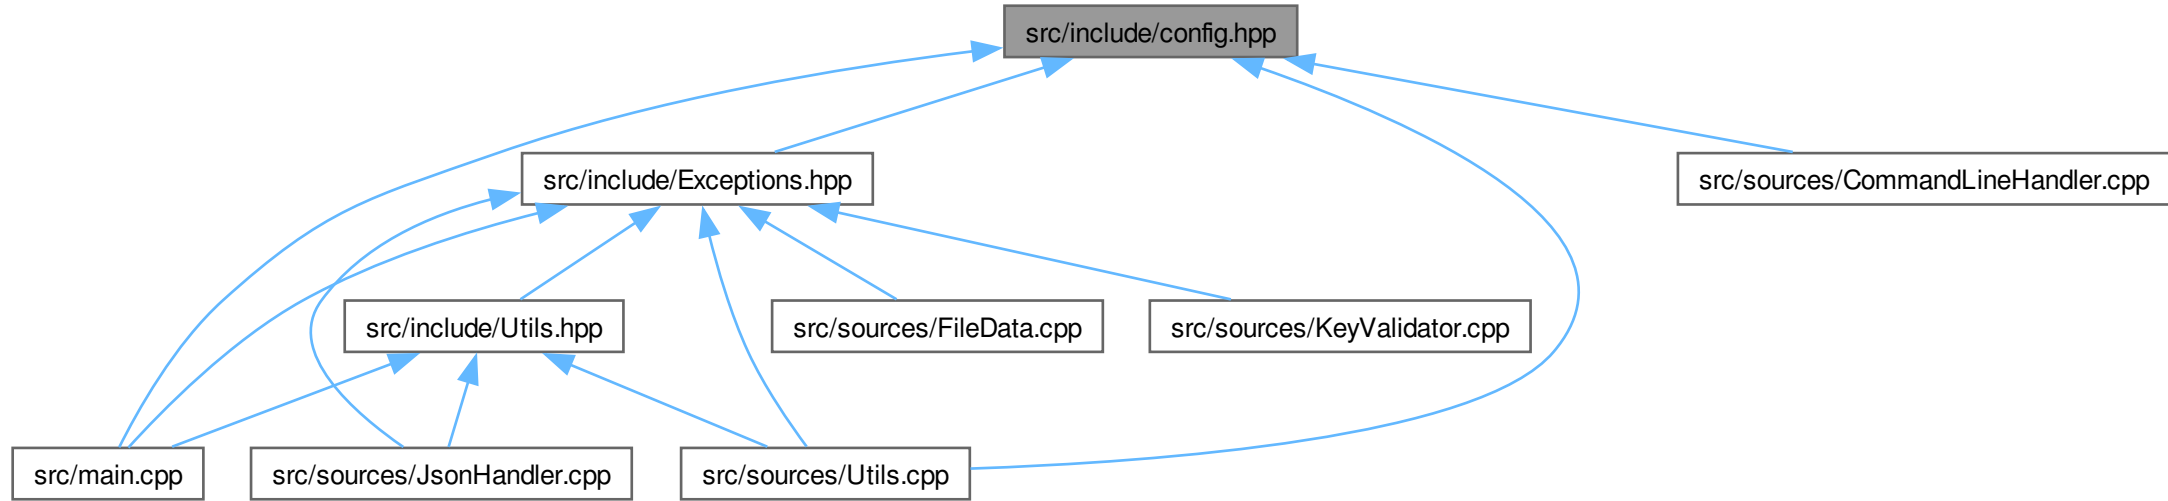 src/include/config.hpp
src/include/Exceptions.hpp
src/sources/CommandLineHandler.cpp
src/include/Utils.hpp
src/sources/FileData.cpp
src/sources/KeyValidator.cpp
src/main.cpp
src/sources/JsonHandler.cpp
src/sources/Utils.cpp